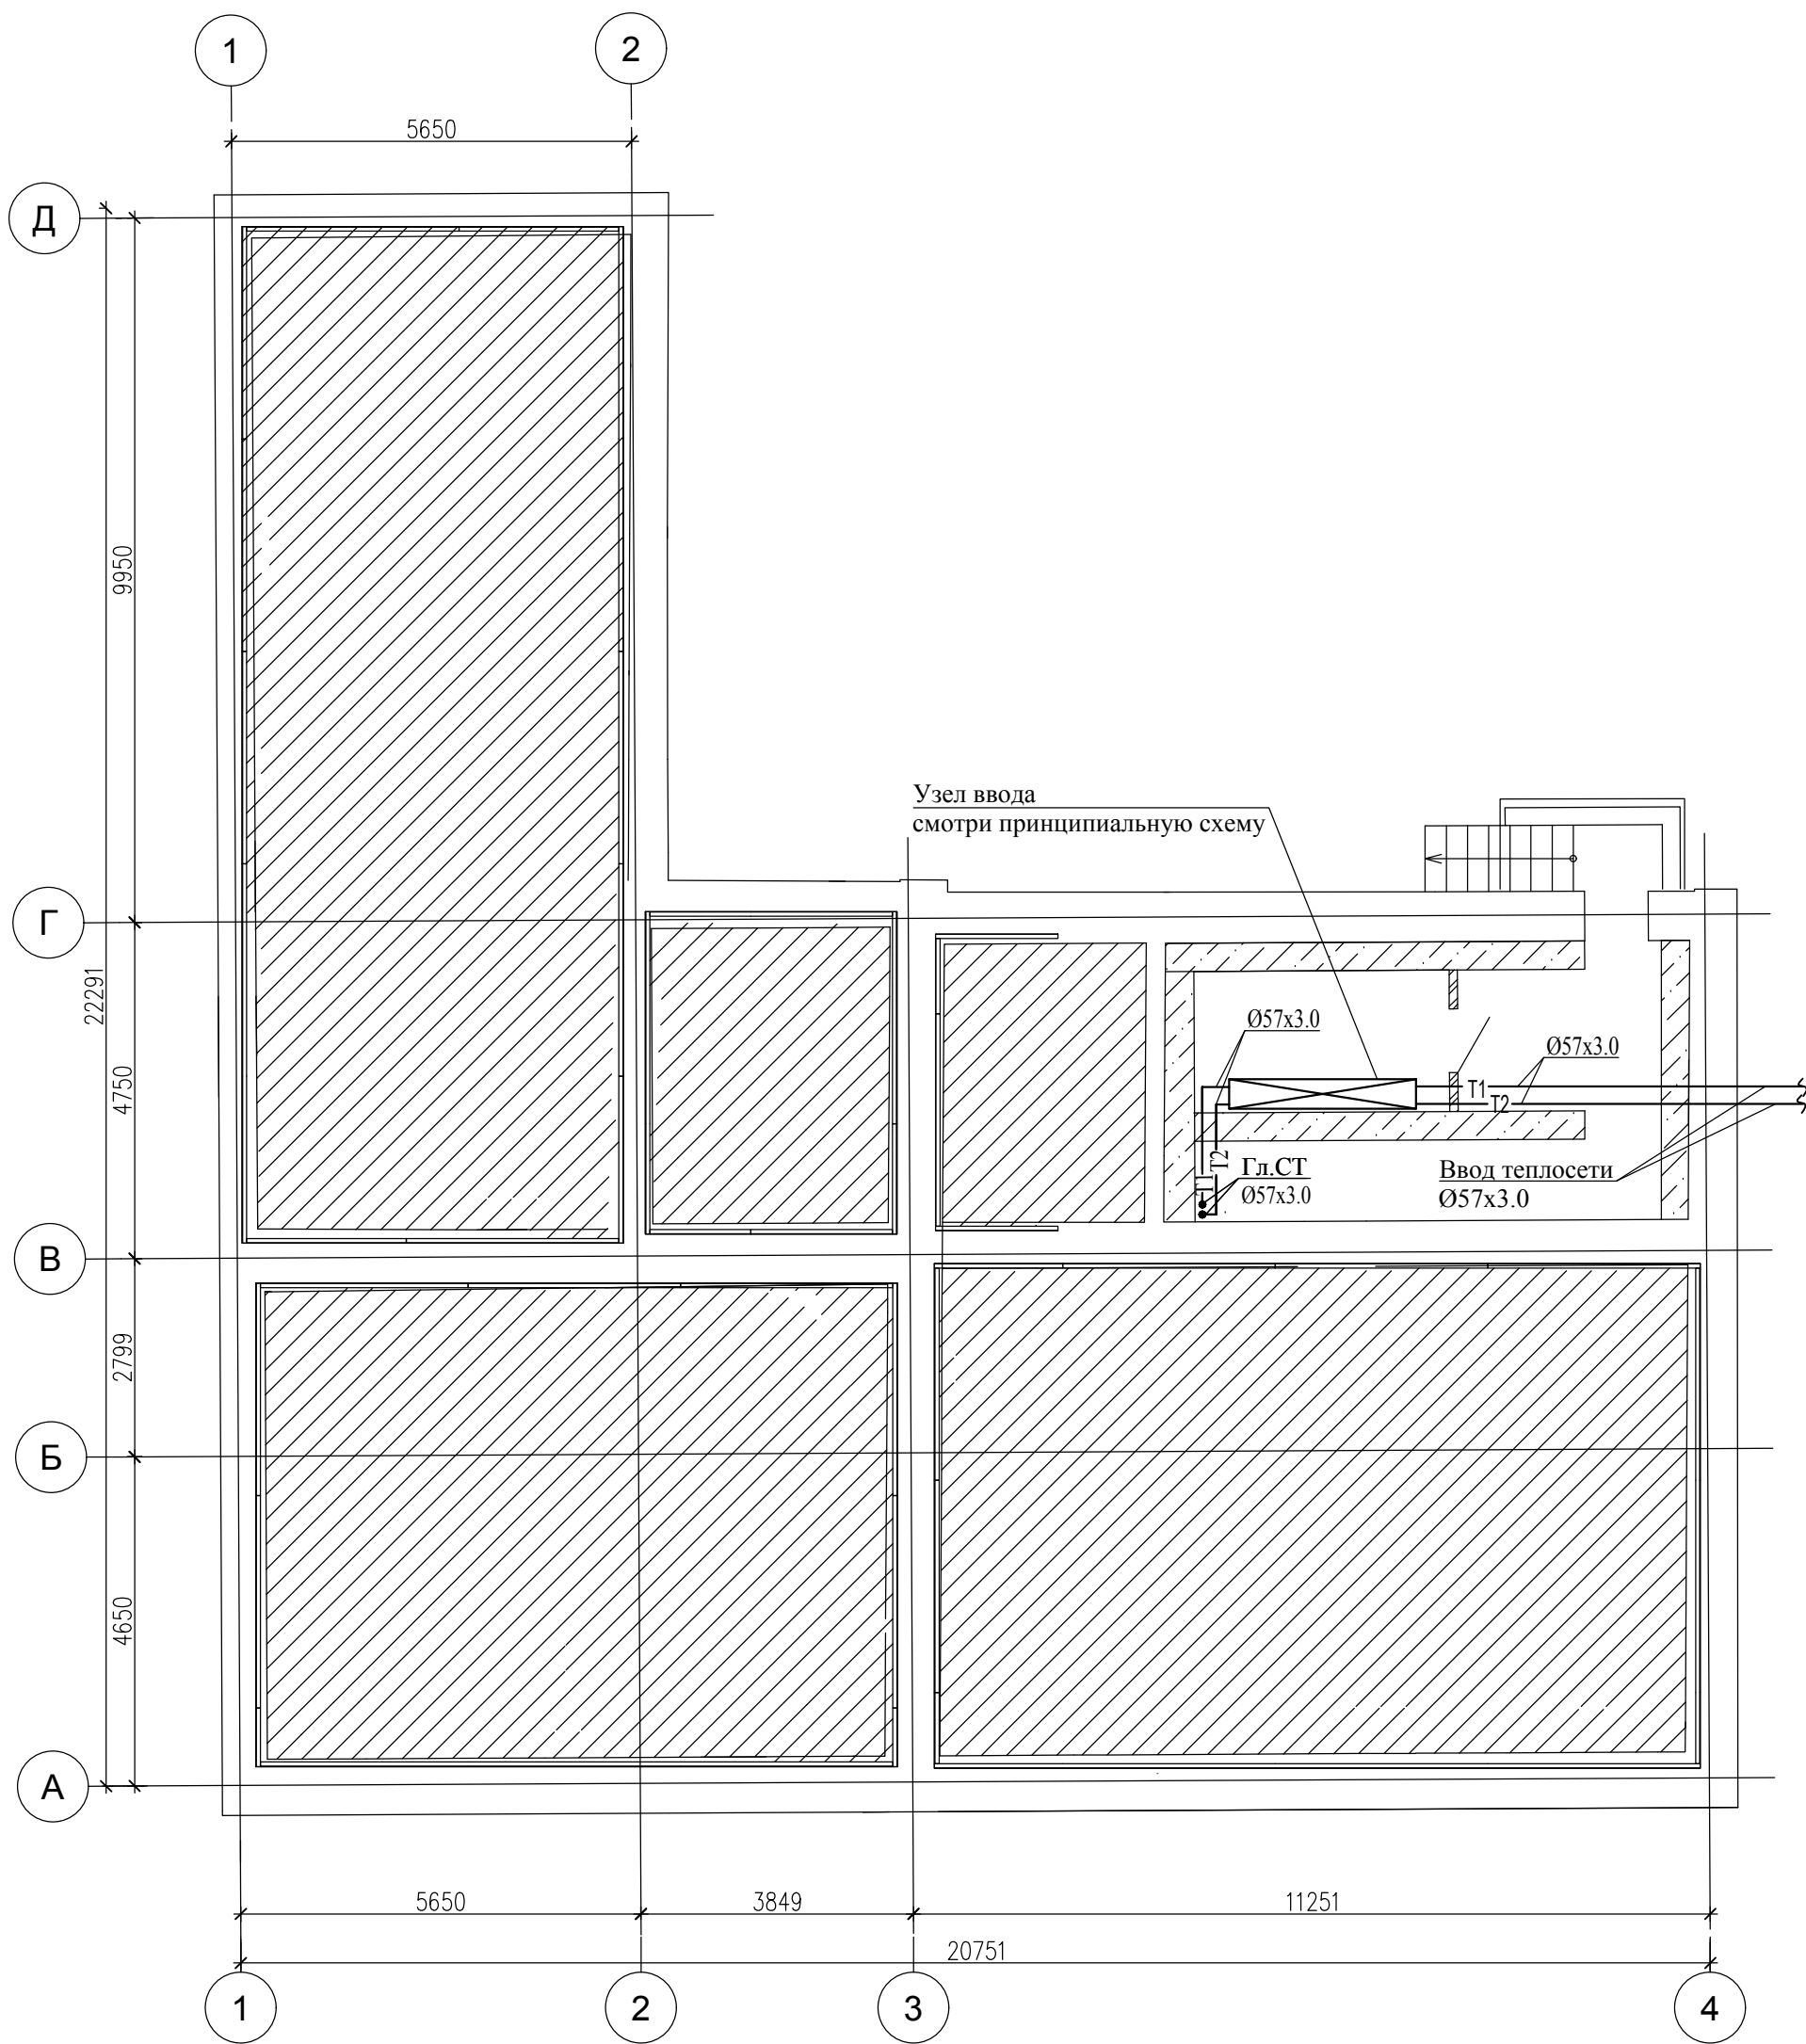 1
2
5650
Д
9950
22291
Узел ввода
смотри принципиальную схему
Г
Ø57x3.0
Ø57x3.0
4750
T1
T2
T1
T2
Гл.СТ
Ø57x3.0
Ввод теплосети
Ø57x3.0
В
2799
Б
4650
А
5650
3849
11251
20751
1
2
3
4